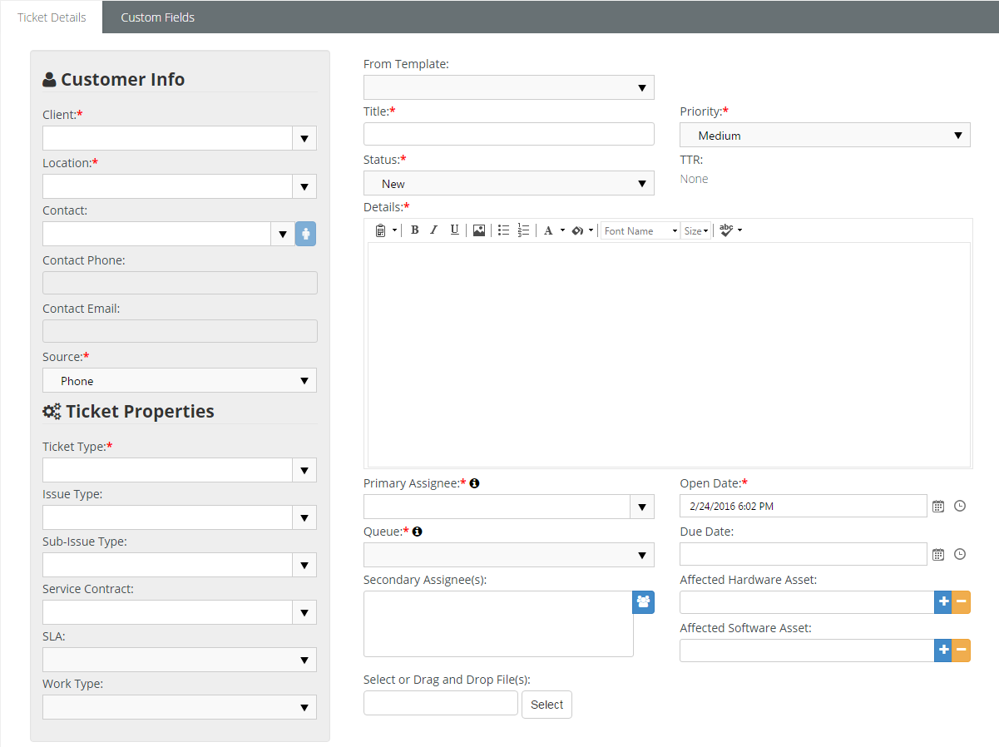 Ticket Details
Custom Fields
Customer Info
Client:*
Location:*
Contact:
Contact Phone:
Contact Email:
Source:*
Phone
Ticket Properties
Ticket Type:*
Issue Type:
Sub-Issue Type:
Service Contract:
SLA:
Work Type:
From Template:
Title:*
Priority:*
Medium
Status:*
New
TTR:
None
Details:*
B I U A Font Name Size abc
Primary Assignee:*
Open Date:*
2/24/2016 6:02 PM
Queue:*
Due Date:
Secondary Assignee(s):
Affected Hardware Asset:
Affected Software Asset:
Select or Drag and Drop File(s):
Select